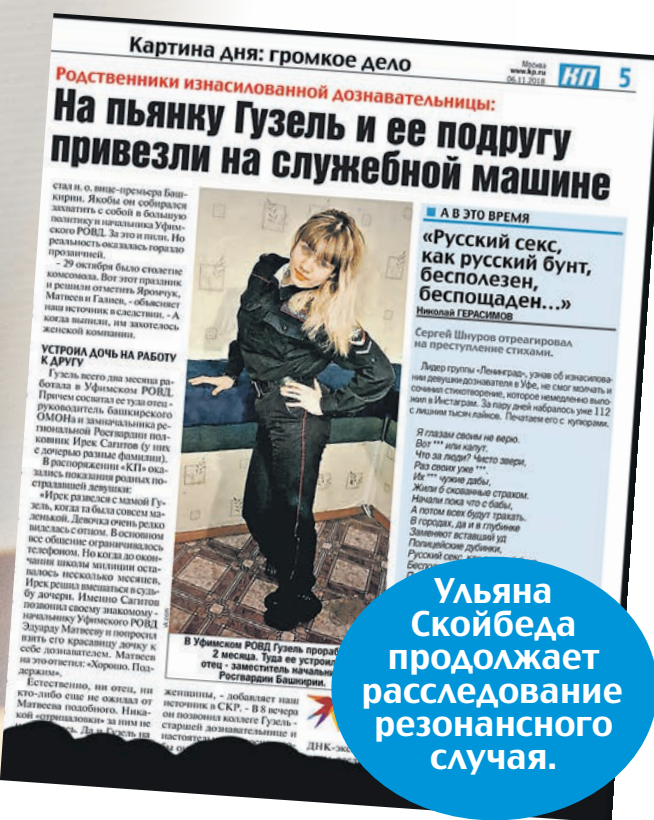 Картина дня: громкое дело
Москва
www.kp.ru
06.11.2018
КП
5
Родственники изнасилованной дознавательницы:
На пьянку Гузель и ее подругу
привезли на служебной машине
стал и. о. вице-премьера Баш-
кирии. Якобы он собирался
захватить с собой в большую
политику и начальника Уфим-
ского РОВД. За это и пили. Но
реальность оказалась гораздо
прозаичней.
- 29 октября было столетие
комсомола. Вот этот праздник
и решили отметить Яромчук,
Матвеев и Галиев, - объясняет
наш источник в следствии. - А
когда выпили, им захотелось
женской компании.
УСТРОИЛ ДОЧЬ НА РАБОТУ
К ДРУГУ
Гузель всего два месяца ра-
ботала в Уфимском РОВД.
Причем сосватал ее туда отец -
руководитель башкирского
ОМОНа и замначальника ре-
гиональной Росгвардии пол-
ковник Ирек Сагитов (у них
с дочерью разные фамилии).
В распоряжении «КП» ока-
зались показания родных по-
страдавшей девушки:
«Ирек развелся с мамой Гу-
зель, когда та была совсем ма-
ленькой. Девочка очень редко
виделась с отцом. В основном
все общение ограничивалось
телефоном. Но когда до окон-
чания школы милиции оста-
валось несколько месяцев,
Ирек решил вмешаться в судь-
бу дочери. Именно Сагитов
позвонил своему знакомому -
начальнику Уфимского РОВД
Эдуарду Матвееву и попросил
взять его красавицу дочку к
себе дознавателем. Матвеев
на это ответил: «Хорошо. Под-
держим».
Естественно, ни отец, ни
кто-либо еще не ожидал от
Матвеева подобного. Ника-
кой «отрицаловки» за ним не
Да и Гузель на
В Уфимском РОВД Гузель прораб
2 месяца. Туда ее устроил
отец - заместитель начальни
Росгвардии Башкирии.
женщины, - добавляет наш
источник в СКР. - В 8 вечера
он позвонил коллеге Гузель -
старшей дознавательнице и
настоятель
ДНК-экс
А В ЭТО ВРЕМЯ
«Русский секс,
как русский бунт,
бесполезен,
беспощаден...»
Николай ГЕРАСИМОВ
Сергей Шнуров отреагировал
на преступление стихами.
Лидер группы «Ленинград», узнав об изнасилова-
нии девушки-дознавателя в Уфе, не смог молчать и
сочинил стихотворение, которое немедленно выло-
жил в Инстаграм. За пару дней набралось уже 112
с лишним тысяч лайков. Печатаем его с купюрами.
Я глазам своим не верю.
Вот *** или капут.
Что за люди? Чисто звери,
Раз своих уже ***.
Их *** чужие дабы,
Жили б скованные страхом.
Начали пока что с бабы,
А потом всех будут трахать.
В городах, да и в глубинке
Заменяют вставший уд
Полицейские дубинки,
Русский секс,
Ульяна
Скойбеда
продолжает
расследование
резонансного
случая.